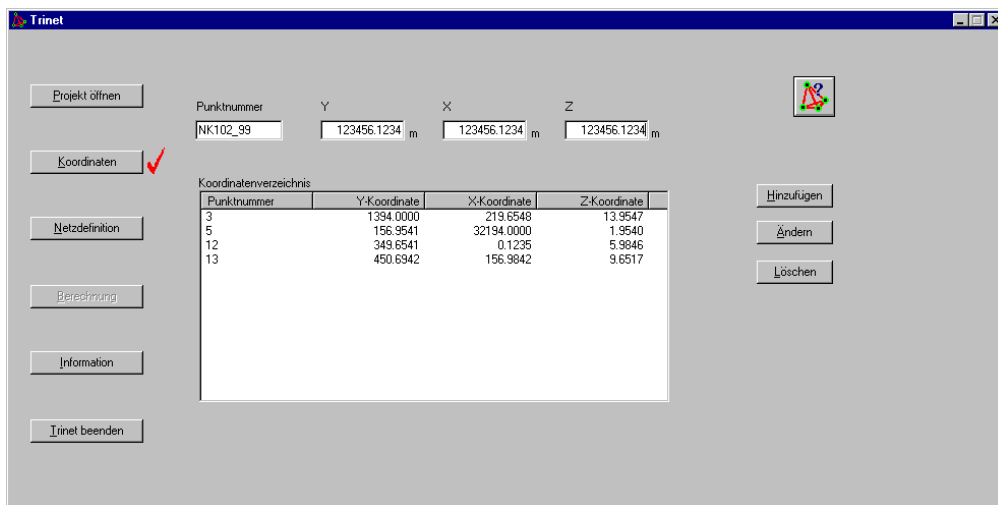 Trinet
Projekt öffnen
Koordinaten
Netzdefinition
Berechnung
Information
Trinet beenden
Punktnummer Y X Z
NK102_99 123456.1234 m 123456.1234 m 123456.1234 m
Koordinatenverzeichnis
Punktnummer Y-Koordinate X-Koordinate Z-Koordinate
3 1394.0000 219.6548 13.9547
5 156.9541 32194.0000 1.9540
12 349.6541 0.1235 5.9846
13 450.6942 156.9842 9.6517
?
Hinzufügen
Ändern
Löschen